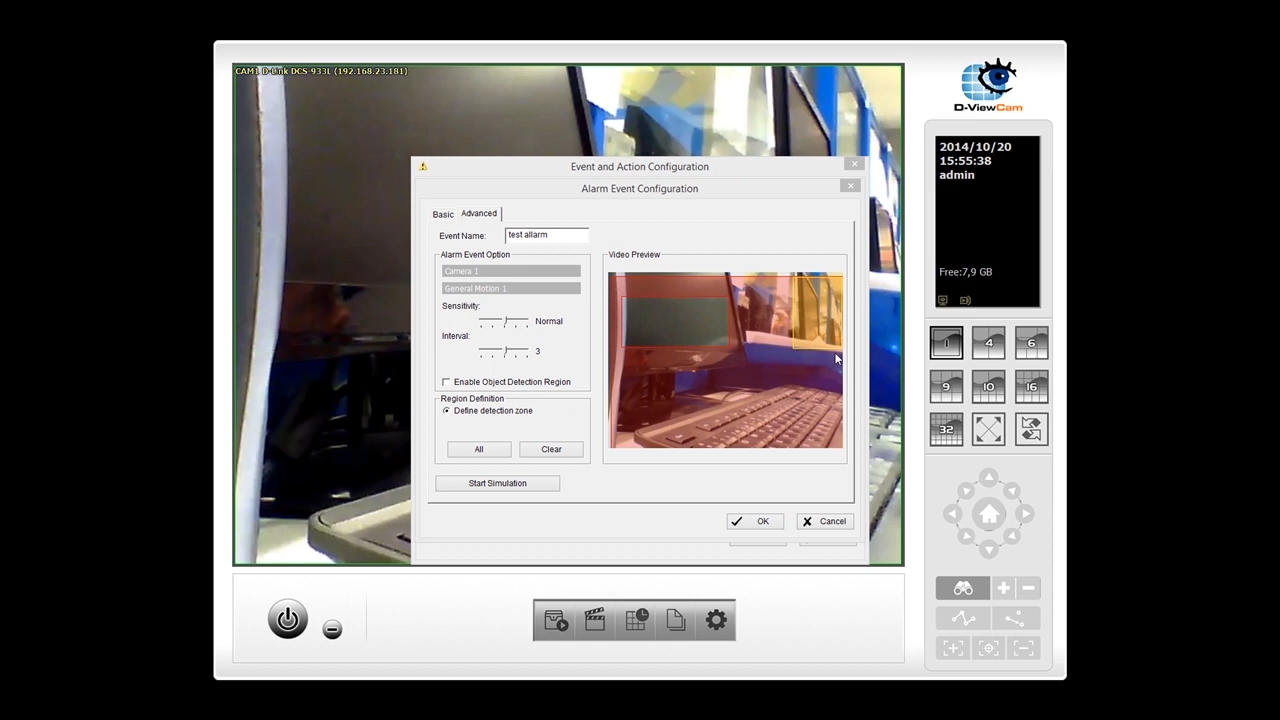 CAM1 D-Link DCS-933L (192.168.23.181)
D-ViewCam
2014/10/20
15:55:38
admin
Free:7,9 GB
Event and Action Configuration
Alarm Event Configuration
Basic
Advanced
Event Name:
test allarm
Alarm Event Option
Camera 1
General Motion 1
Sensitivity:
Normal
Interval:
3
Enable Object Detection Region
Region Definition
Define detection zone
All
Clear
Start Simulation
Video Preview
OK
Cancel
1
4
6
9
10
16
32